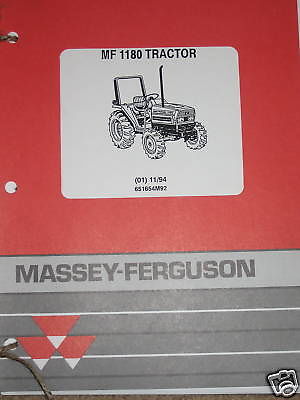 MF 1180 TRACTOR
(01) 11/94
651654M92
MASSEY-FERGUSON